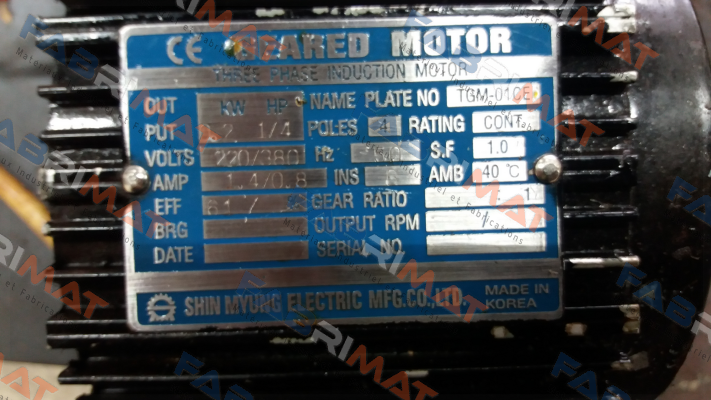 CE GEARED MOTOR
THREE PHASE INDUCTION MOTOR
OUT KW HP NAME PLATE NO TGM-01CE
PUT 0.2 1/4 POLES 4 RATING CONT.
VOLTS 220/380 Hz S.F 1.0
AMP 1.4/0.8 INS AMB 40 °C
EFF GEAR RATIO : 1
BRG OUTPUT RPM
DATE SERIAL NO.
SHIN MYUNG ELECTRIC MFG.CO.,LTD.
MADE IN
KOREA
FABRIMAT